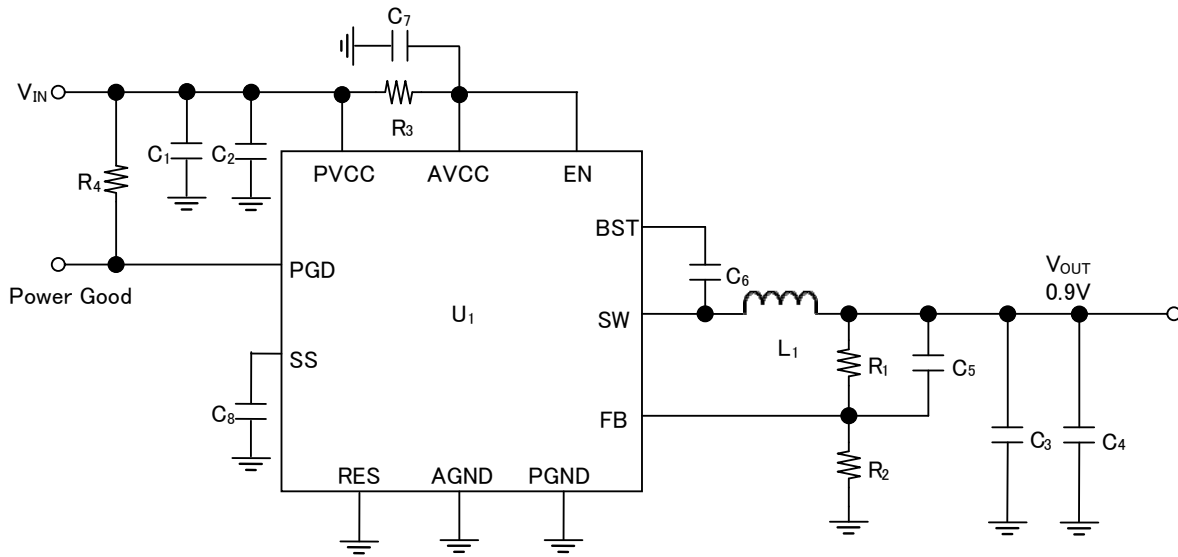 C7
VIN
R3
C1
C2
R4
PVCC
AVCC
EN
BST
PGD
Power Good
C6
VOUT
0.9V
U1
SW
L1
SS
R1
C5
C8
FB
C3
C4
R2
RES
AGND
PGND